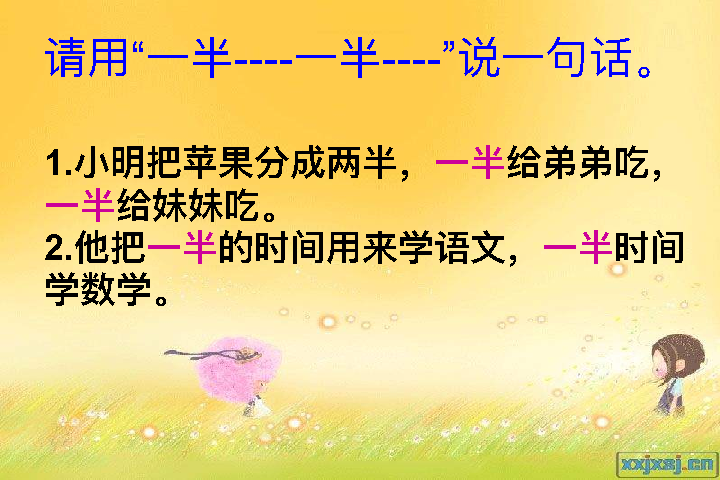 请用“一半----一半----”说一句话。
1.小明把苹果分成两半，一半给弟弟吃，
一半给妹妹吃。
2.他把一半的时间用来学语文，一半时间
学数学。
xxjxsj.cn